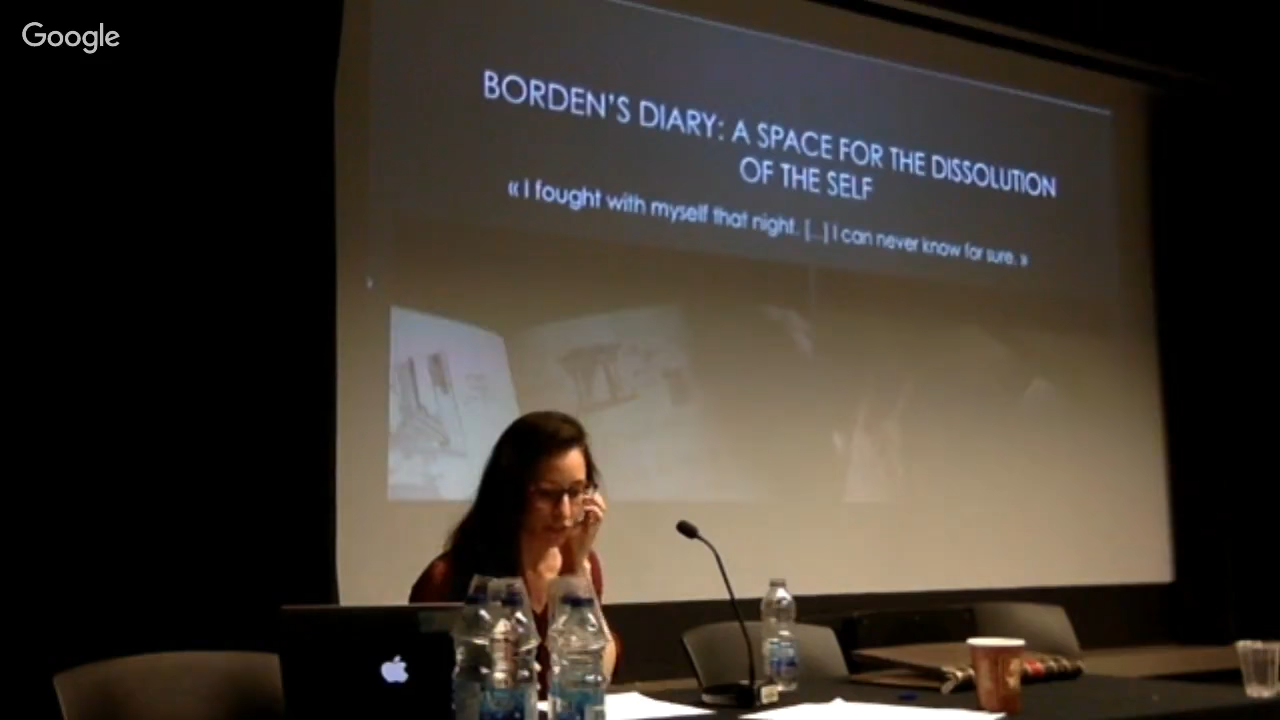 Google
BORDEN'S DIARY: A SPACE FOR THE DISSOLUTION
OF THE SELF
« I fought with myself that night. [...] I can never know for sure. »